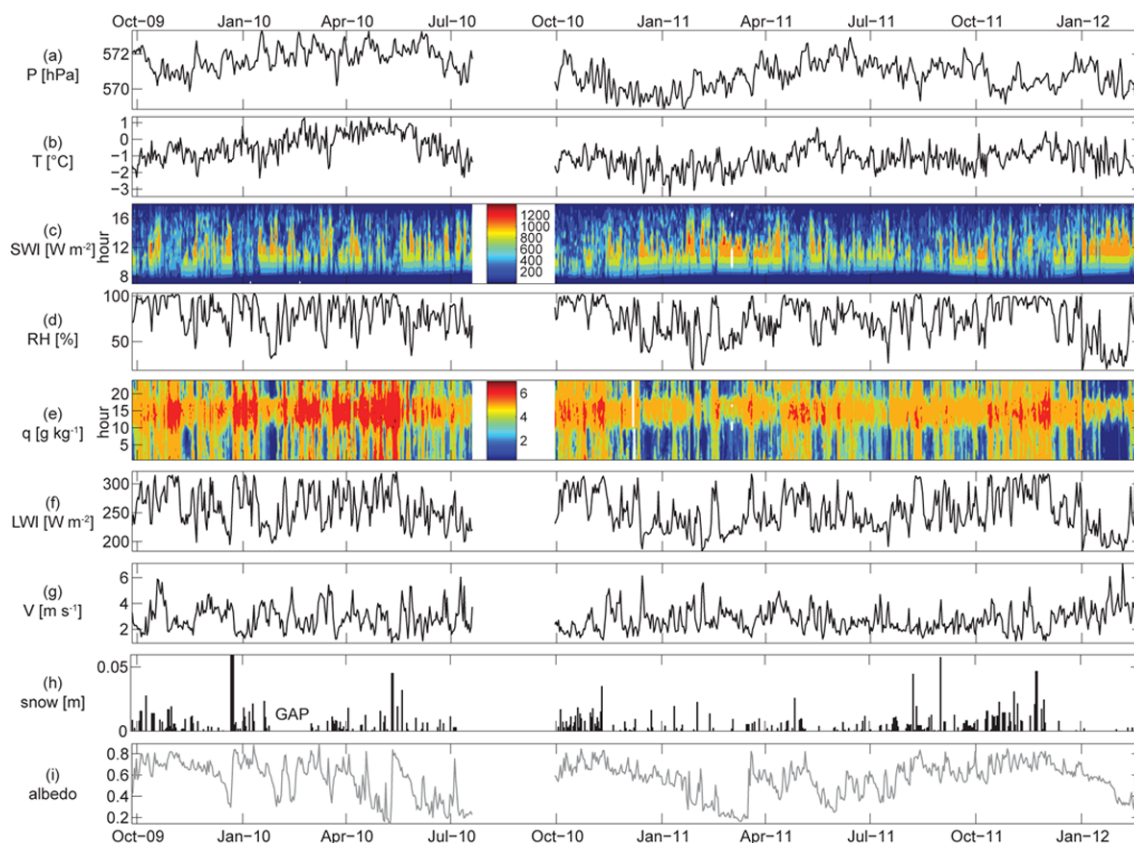 Oct−09 Jan−10 Apr−10 Jul−10 Oct−10 Jan−11 Apr−11 Jul−11 Oct−11 Jan−12
(a)
P [hPa]
572
570
(b)
T [°C]
1
0
−1
−2
−3
(c)
SWI [W m⁻²]
hour
16
12
8
1200
1000
800
600
400
200
(d)
RH [%]
100
50
(e)
q [g kg⁻¹]
hour
20
15
10
5
6
4
2
(f)
LWI [W m⁻²]
300
250
200
(g)
V [m s⁻¹]
6
4
2
(h)
snow [m]
0.05
0
GAP
(i)
albedo
0.8
0.6
0.4
0.2
Oct−09 Jan−10 Apr−10 Jul−10 Oct−10 Jan−11 Apr−11 Jul−11 Oct−11 Jan−12